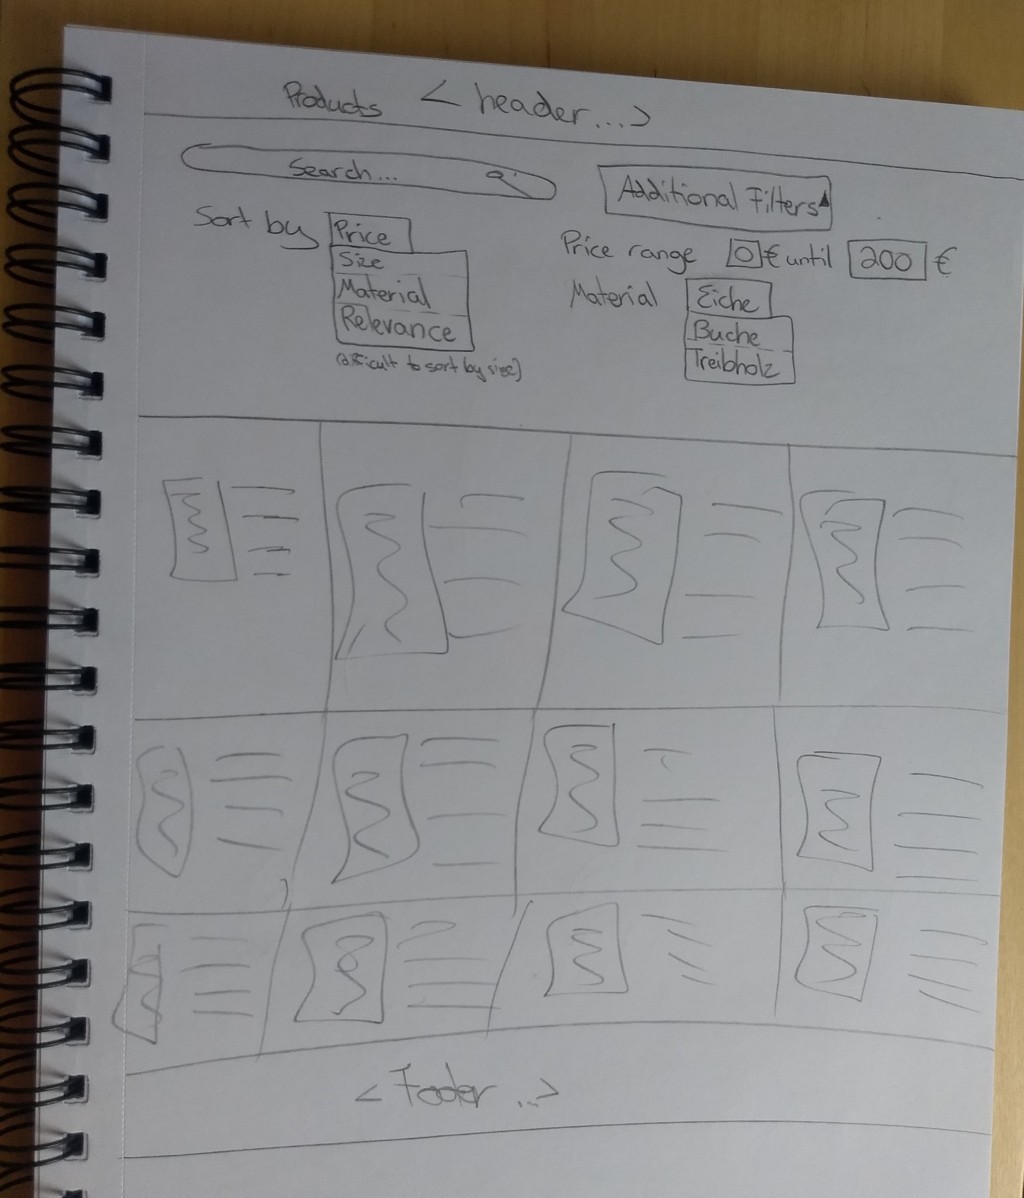 Products < header...>
Search...
Additional Filters
Sort by Price
Size
Material
Relevance
(difficult to sort by size)
Price range 0 € until 200 €
Material Eiche
Buche
Treibholz
< Footer ...>